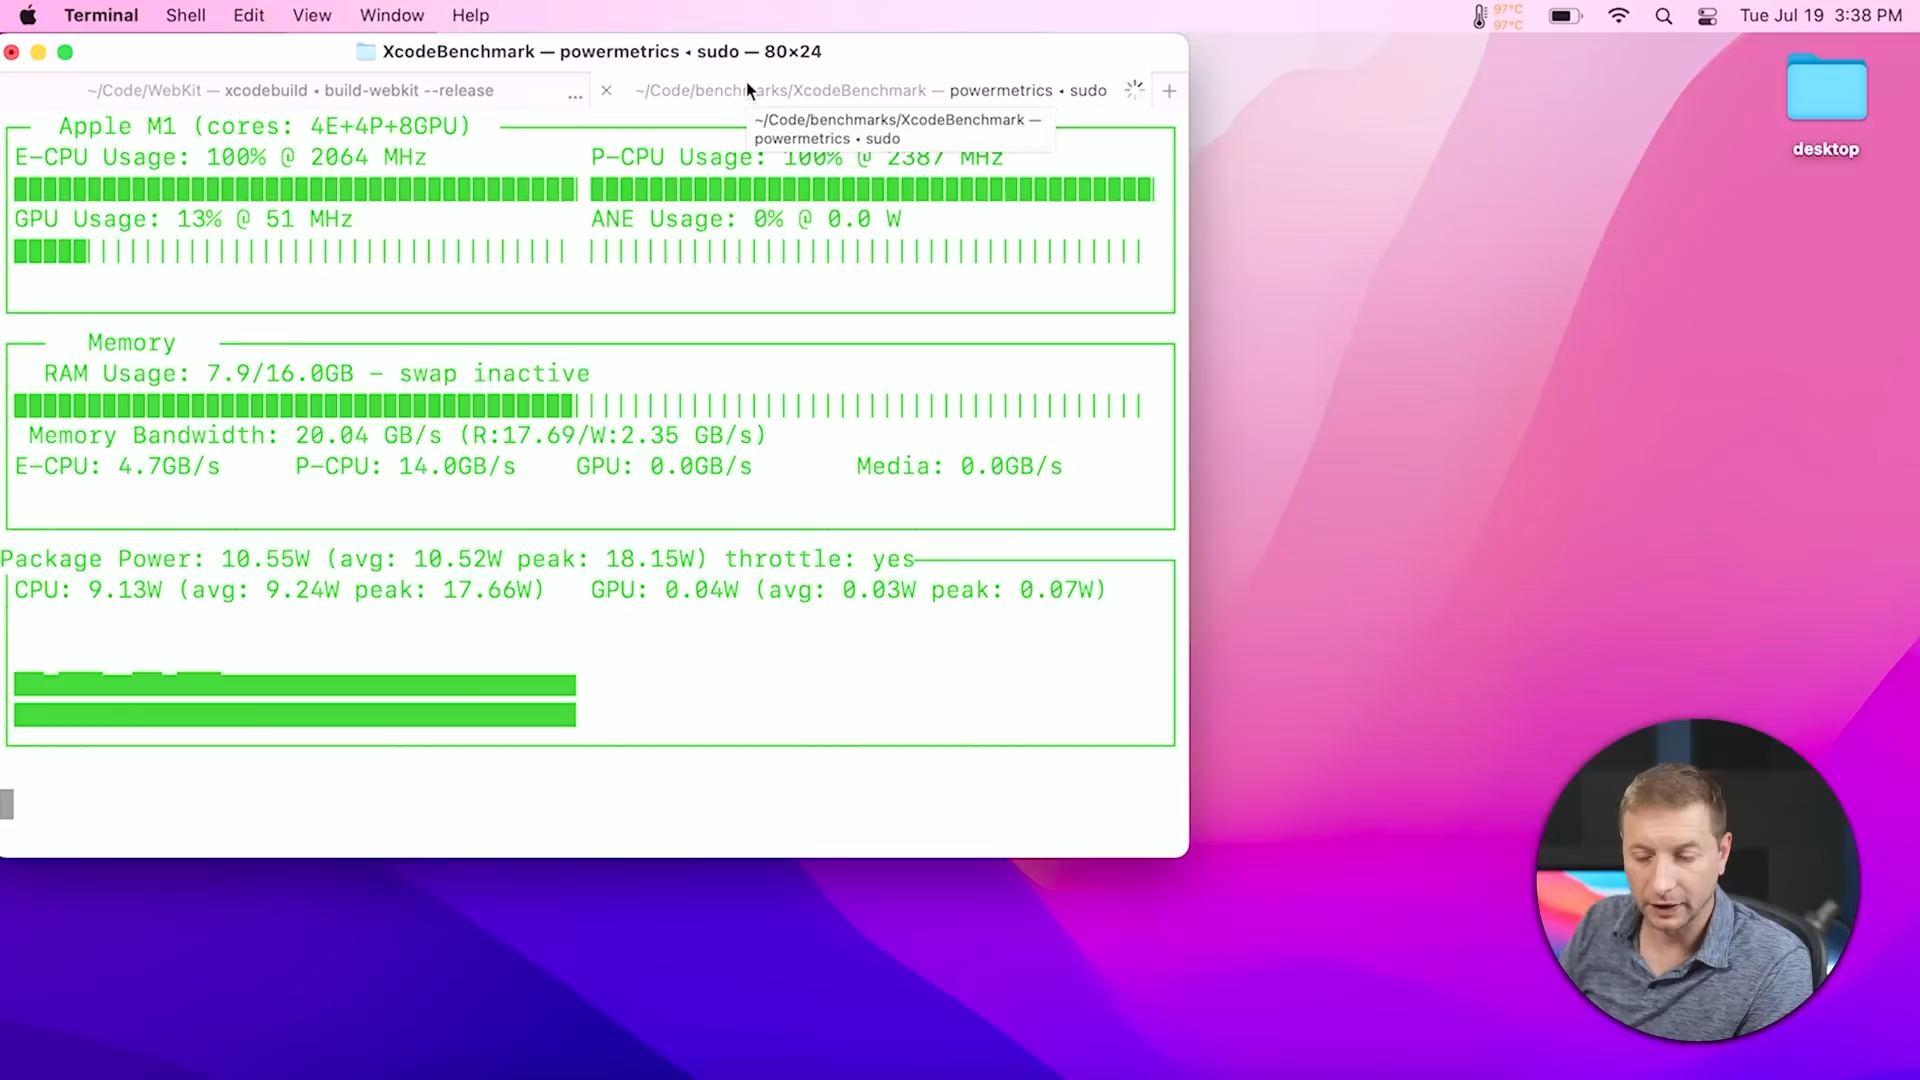 Terminal Shell Edit View Window Help
97°C
97°C
Tue Jul 19 3:38 PM
XcodeBenchmark — powermetrics ◂ sudo — 80×24
~/Code/WebKit — xcodebuild ◂ build-webkit --release ...
~/Code/benchmarks/XcodeBenchmark — powermetrics ◂ sudo
~/Code/benchmarks/XcodeBenchmark —
powermetrics ◂ sudo
desktop
Apple M1 (cores: 4E+4P+8GPU)
E-CPU Usage: 100% @ 2064 MHz P-CPU Usage: 100% @ 2387 MHz
GPU Usage: 13% @ 51 MHz ANE Usage: 0% @ 0.0 W
Memory
RAM Usage: 7.9/16.0GB – swap inactive
Memory Bandwidth: 20.04 GB/s (R:17.69/W:2.35 GB/s)
E-CPU: 4.7GB/s P-CPU: 14.0GB/s GPU: 0.0GB/s Media: 0.0GB/s
Package Power: 10.55W (avg: 10.52W peak: 18.15W) throttle: yes
CPU: 9.13W (avg: 9.24W peak: 17.66W) GPU: 0.04W (avg: 0.03W peak: 0.07W)